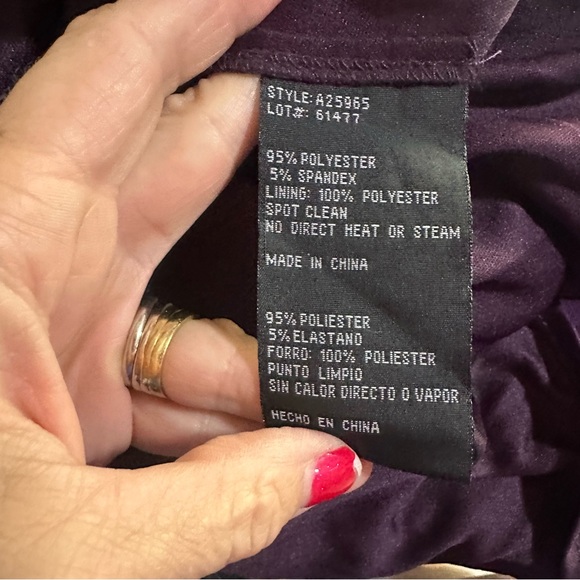 STYLE: A25965
LOT#: 61477
95% POLYESTER
5% SPANDEX
LINING: 100% POLYESTER
SPOT CLEAN
NO DIRECT HEAT OR STEAM
MADE IN CHINA
95% POLIESTER
5% ELASTANO
FORRO: 100% POLIESTER
PUNTO LIMPIO
SIN CALOR DIRECTO O VAPOR
HECHO EN CHINA